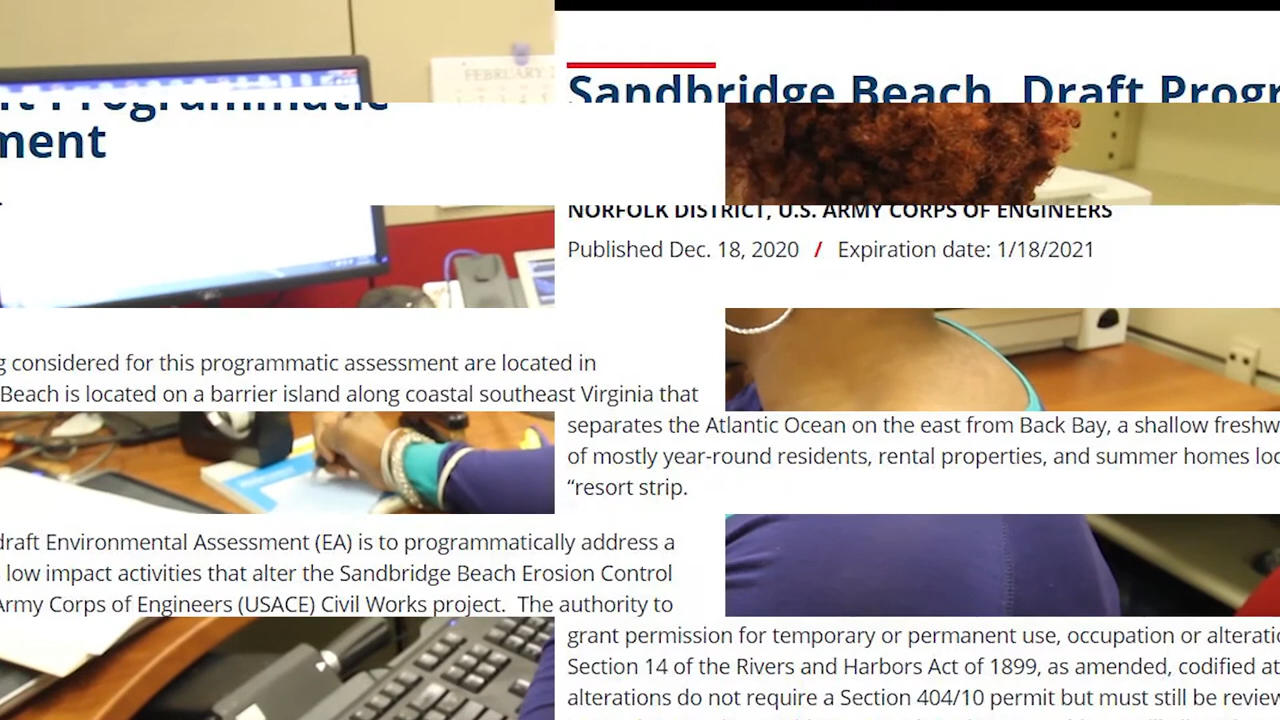 FEBRUARY
Sandbridge Beach, Draft Progr
rt Programmatic
ment
NORFOLK DISTRICT, U.S. ARMY CORPS OF ENGINEERS
Published Dec. 18, 2020 / Expiration date: 1/18/2021
g considered for this programmatic assessment are located in
Beach is located on a barrier island along coastal southeast Virginia that
separates the Atlantic Ocean on the east from Back Bay, a shallow freshw
of mostly year-round residents, rental properties, and summer homes loc
“resort strip.
draft Environmental Assessment (EA) is to programmatically address a
low impact activities that alter the Sandbridge Beach Erosion Control
Army Corps of Engineers (USACE) Civil Works project. The authority to
grant permission for temporary or permanent use, occupation or alteratio
Section 14 of the Rivers and Harbors Act of 1899, as amended, codified at
alterations do not require a Section 404/10 permit but must still be review